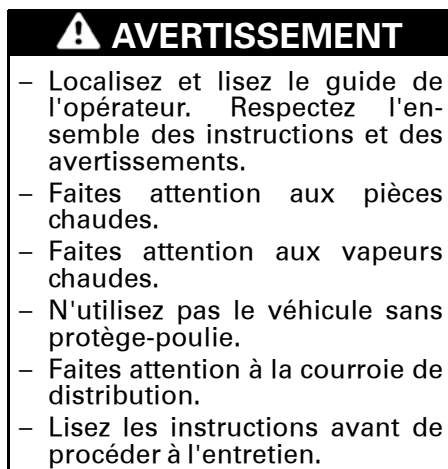 AVERTISSEMENT
– Localisez et lisez le guide de
l'opérateur. Respectez l'en-
semble des instructions et des
avertissements.
– Faites attention aux pièces
chaudes.
– Faites attention aux vapeurs
chaudes.
– N'utilisez pas le véhicule sans
protège-poulie.
– Faites attention à la courroie de
distribution.
– Lisez les instructions avant de
procéder à l'entretien.